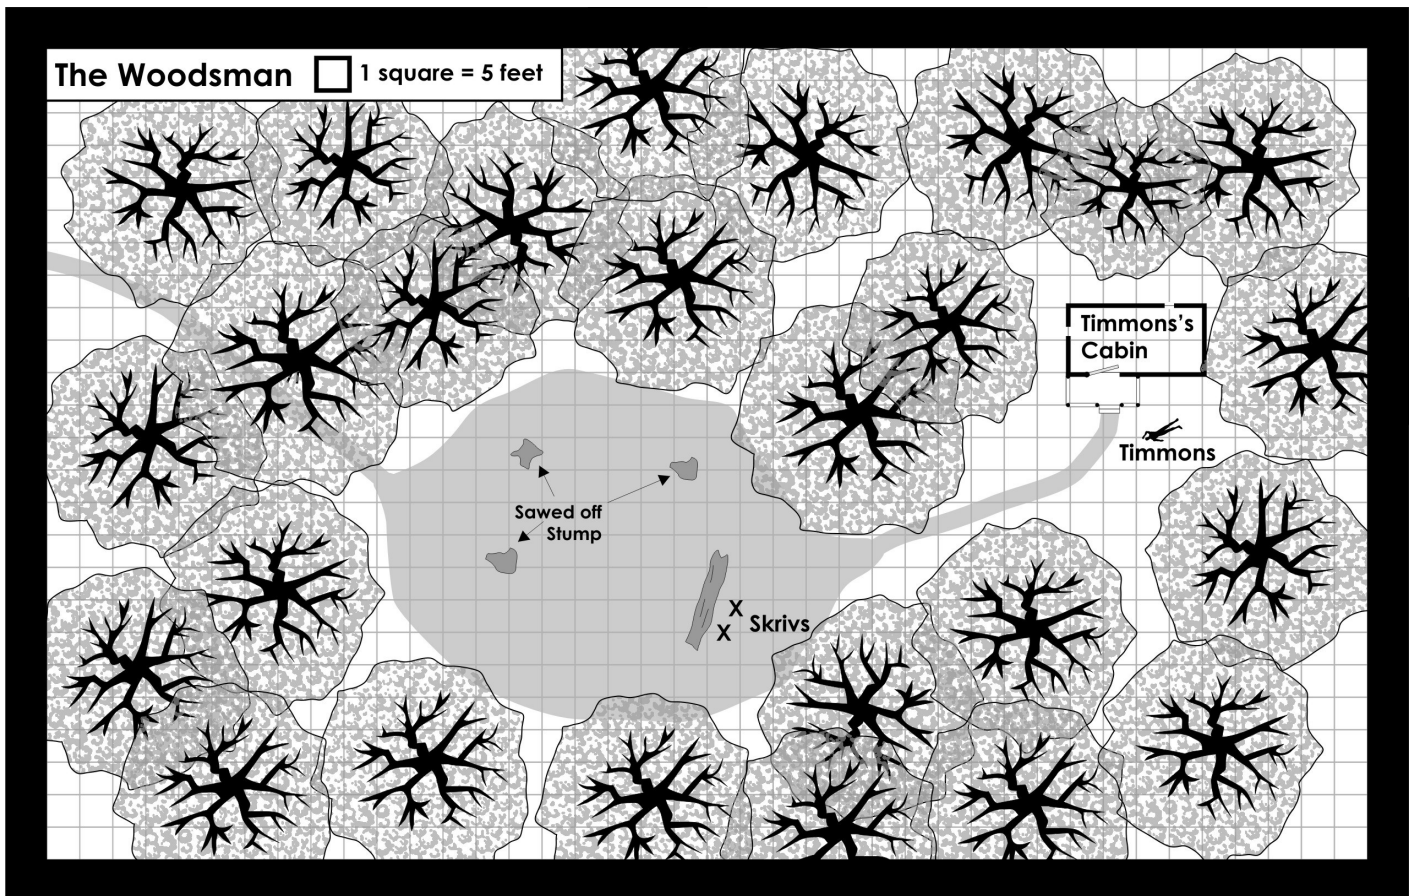 The Woodsman
1 square = 5 feet
Timmons's
Cabin
Timmons
Sawed off
Stump
X
X
Skrivs